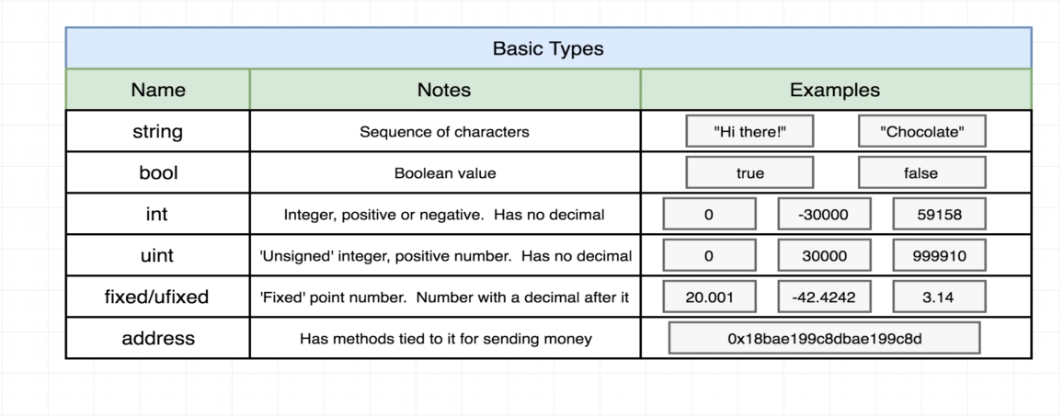 Basic Types
Name Notes Examples
string Sequence of characters "Hi there!" "Chocolate"
bool Boolean value true false
int Integer, positive or negative. Has no decimal 0 -30000 59158
uint 'Unsigned' integer, positive number. Has no decimal 0 30000 999910
fixed/ufixed 'Fixed' point number. Number with a decimal after it 20.001 -42.4242 3.14
address Has methods tied to it for sending money 0x18bae199c8dbae199c8d